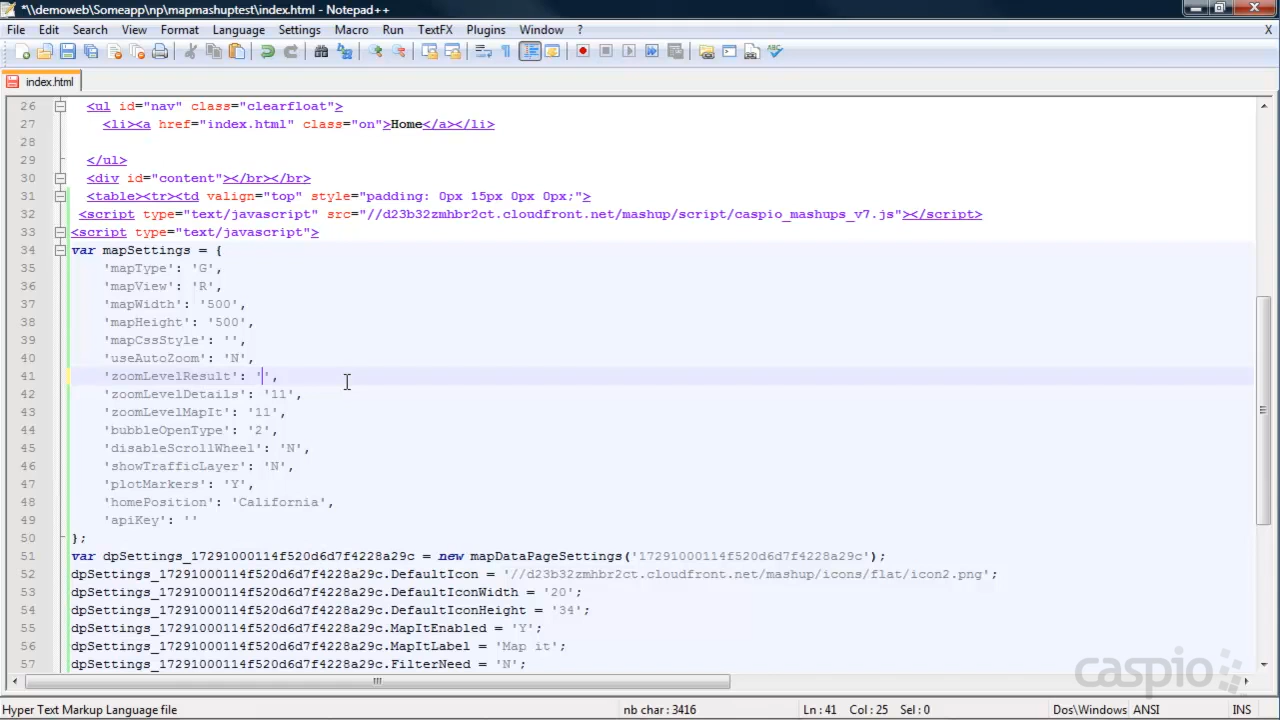 *\\demoweb\Someapp\np\mapmashuptest\index.html - Notepad++
File Edit Search View Format Language Settings Macro Run TextFX Plugins Window ? X
index.html
26 <ul id="nav" class="clearfloat">
27 <li><a href="index.html" class="on">Home</a></li>
28
29 </ul>
30 <div id="content"></br></br>
31 <table><tr><td valign="top" style="padding: 0px 15px 0px 0px;">
32 <script type="text/javascript" src="//d23b32zmhbr2ct.cloudfront.net/mashup/script/caspio_mashups_v7.js"></script>
33 <script type="text/javascript">
34 var mapSettings = {
35 'mapType': 'G',
36 'mapView': 'R',
37 'mapWidth': '500',
38 'mapHeight': '500',
39 'mapCssStyle': '',
40 'useAutoZoom': 'N',
41 'zoomLevelResult': '',
42 'zoomLevelDetails': '11',
43 'zoomLevelMapIt': '11',
44 'bubbleOpenType': '2',
45 'disableScrollWheel': 'N',
46 'showTrafficLayer': 'N',
47 'plotMarkers': 'Y',
48 'homePosition': 'California',
49 'apiKey': ''
50 };
51 var dpSettings_17291000114f520d6d7f4228a29c = new mapDataPageSettings('17291000114f520d6d7f4228a29c');
52 dpSettings_17291000114f520d6d7f4228a29c.DefaultIcon = '//d23b32zmhbr2ct.cloudfront.net/mashup/icons/flat/icon2.png';
53 dpSettings_17291000114f520d6d7f4228a29c.DefaultIconWidth = '20';
54 dpSettings_17291000114f520d6d7f4228a29c.DefaultIconHeight = '34';
55 dpSettings_17291000114f520d6d7f4228a29c.MapItEnabled = 'Y';
56 dpSettings_17291000114f520d6d7f4228a29c.MapItLabel = 'Map it';
57 dpSettings_17291000114f520d6d7f4228a29c.FilterNeed = 'N';
caspio
Hyper Text Markup Language file nb char : 3416 Ln : 41 Col : 25 Sel : 0 Dos\Windows ANSI INS